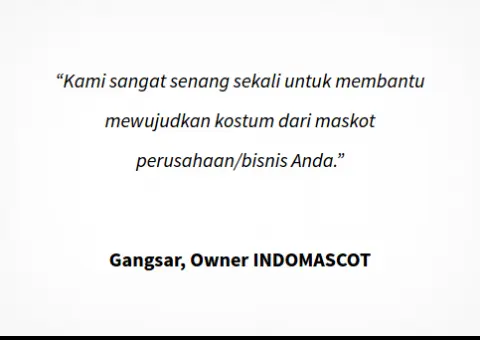 “Kami sangat senang sekali untuk membantu
mewujudkan kostum dari maskot
perusahaan/bisnis Anda.”
Gangsar, Owner INDOMASCOT